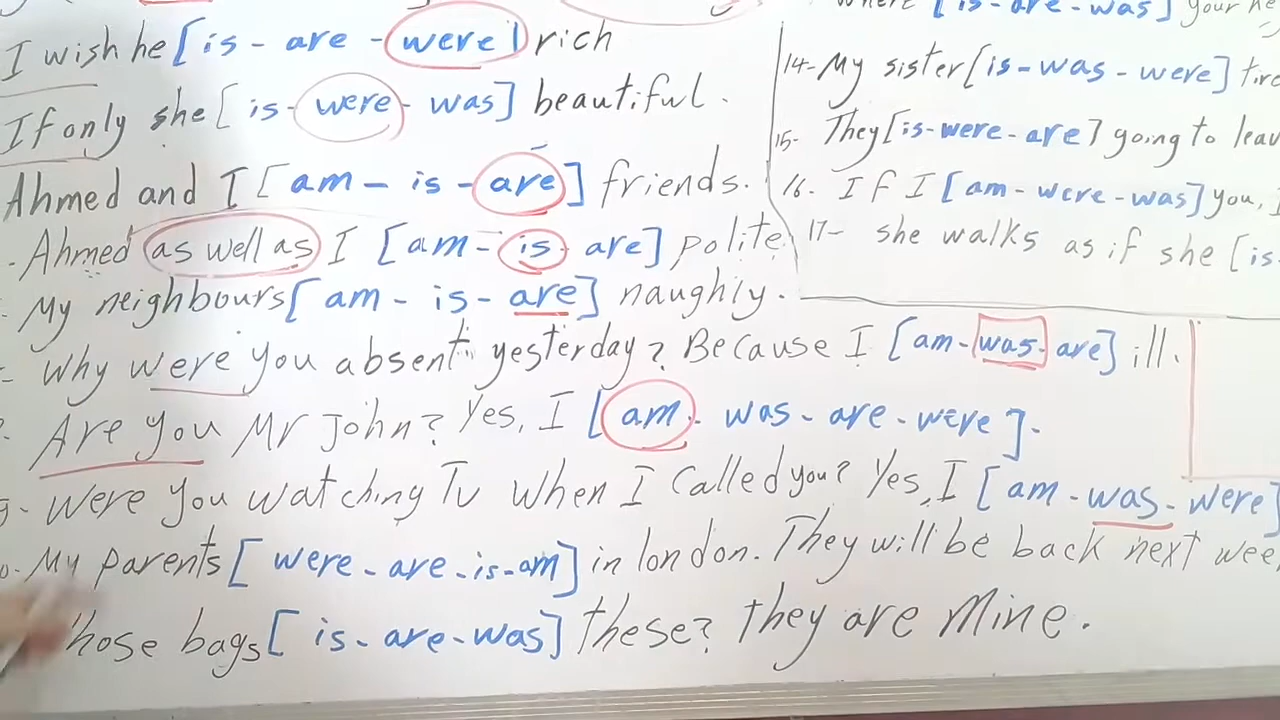 I wish he [is - are - were] rich
If only she [is - were - was] beautiful.
Ahmed and I [am - is - are] friends.
Ahmed as well as I [am - is - are] polite
My neighbours [am - is - are] naughly.
Why were you absent yesterday? Because I [am - was - are] ill.
Are you Mr John? Yes, I [am - was - are - were].
Were you watching Tv when I called you? Yes, I [am - was - were]
My parents [were - are - is - am] in london. They will be back next
bags [is - are - was] these? they are mine.
[is - are - was] your
14- My sister [is - was - were]
15- They [is - were - are] going to
16. If I [am - were - was] you,
17- she walks as if she [is